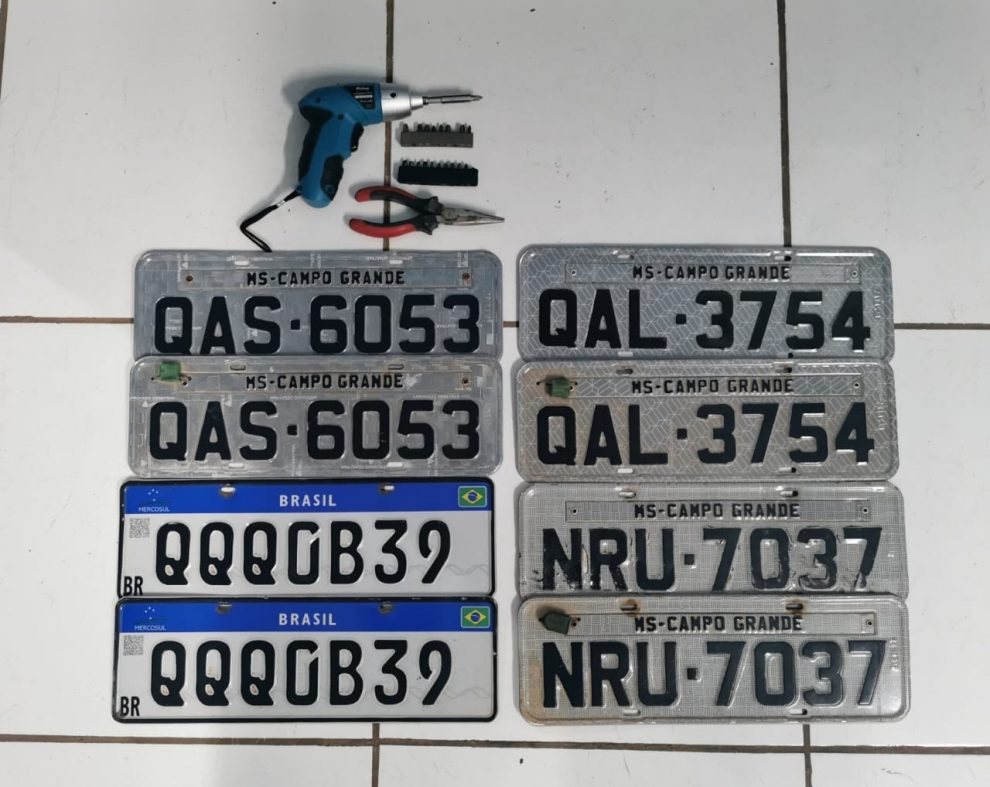 MS-CAMPO GRANDE
QAS·6053
MS-CAMPO GRANDE
QAS·6053
MERCOSUL
BRASIL
QQQ0B39
BR
MERCOSUL
BRASIL
QQQ0B39
BR
MS-CAMPO GRANDE
QAL·3754
MS-CAMPO GRANDE
QAL·3754
MS-CAMPO GRANDE
NRU·7037
MS-CAMPO GRANDE
NRU·7037